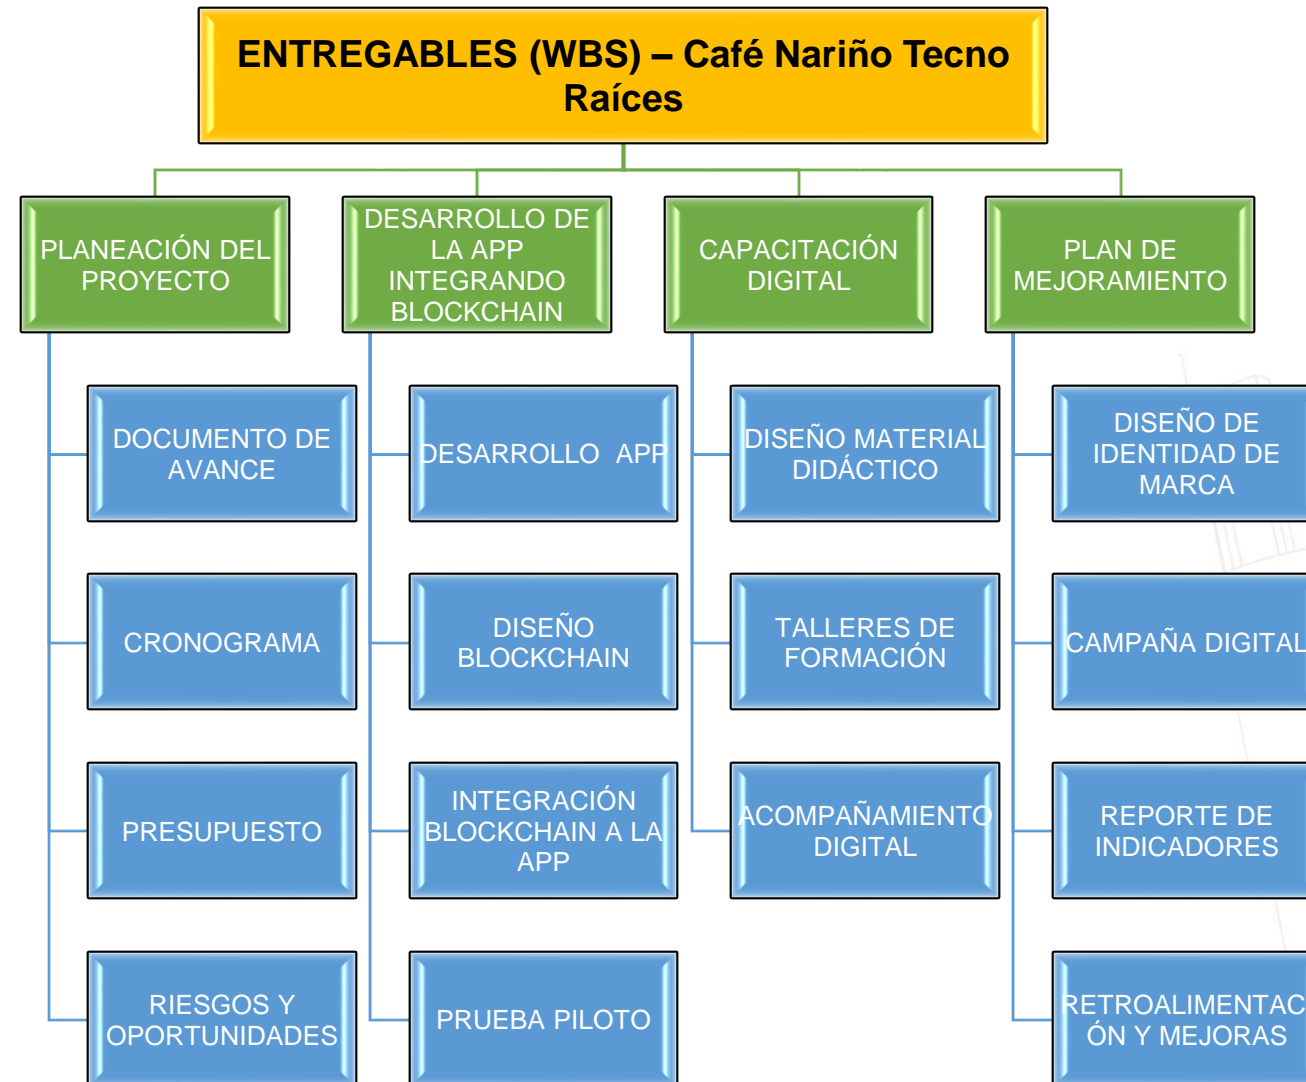 ENTREGABLES (WBS) – Café Nariño Tecno
Raíces
PLANEACIÓN DEL
PROYECTO
DOCUMENTO DE
AVANCE
CRONOGRAMA
PRESUPUESTO
RIESGOS Y
OPORTUNIDADES
DESARROLLO DE
LA APP
INTEGRANDO
BLOCKCHAIN
DESARROLLO APP
DISEÑO
BLOCKCHAIN
INTEGRACIÓN
BLOCKCHAIN A LA
APP
PRUEBA PILOTO
CAPACITACIÓN
DIGITAL
DISEÑO MATERIAL
DIDÁCTICO
TALLERES DE
FORMACIÓN
ACOMPAÑAMIENTO
DIGITAL
PLAN DE
MEJORAMIENTO
DISEÑO DE
IDENTIDAD DE
MARCA
CAMPAÑA DIGITAL
REPORTE DE
INDICADORES
RETROALIMENTAC
ÓN Y MEJORAS